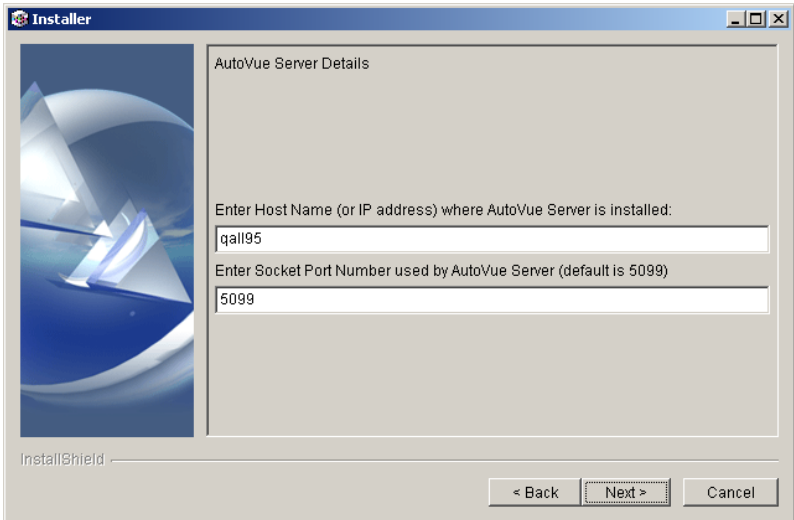 Installer
AutoVue Server Details
Enter Host Name (or IP address) where AutoVue Server is installed:
qall95
Enter Socket Port Number used by AutoVue Server (default is 5099)
5099
InstallShield
< Back
Next >
Cancel